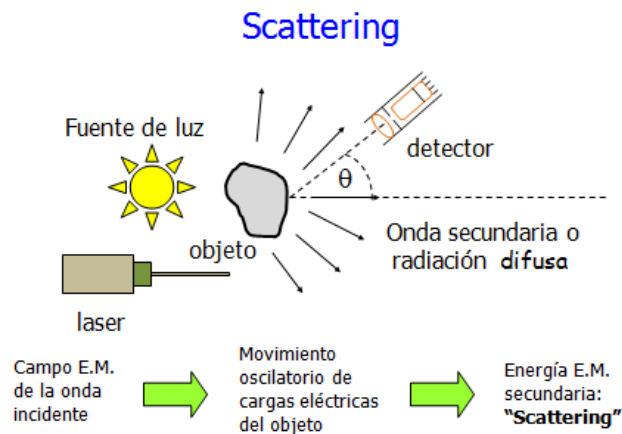 Scattering
Fuente de luz
detector
θ
objeto
Onda secundaria o
radiación difusa
laser
Campo E.M.
de la onda
incidente
Movimiento
oscilatorio de
cargas eléctricas
del objeto
Energía E.M.
secundaria:
“Scattering”